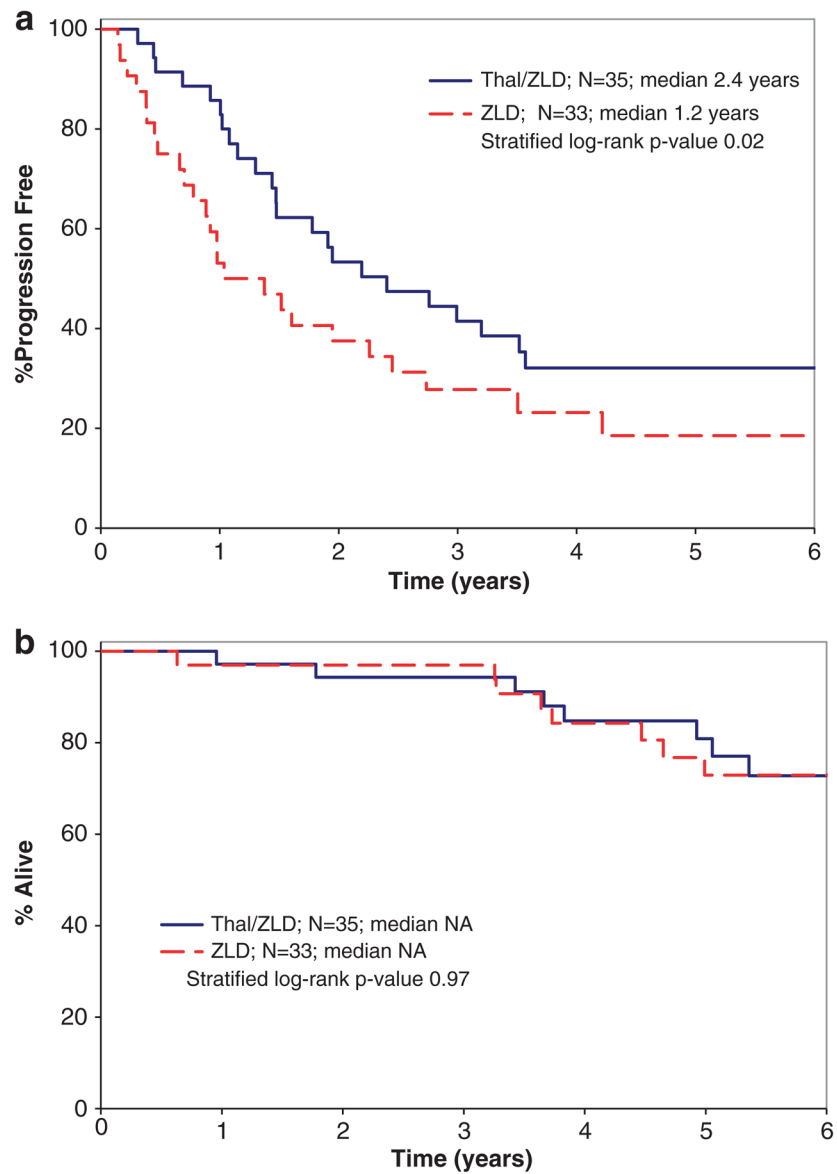 a
100
80
60
40
20
0
%Progression Free
Thal/ZLD; N=35; median 2.4 years
ZLD; N=33; median 1.2 years
Stratified log-rank p-value 0.02
0 1 2 3 4 5 6
Time (years)
b
100
80
60
40
20
0
% Alive
Thal/ZLD; N=35; median NA
ZLD; N=33; median NA
Stratified log-rank p-value 0.97
0 1 2 3 4 5 6
Time (years)